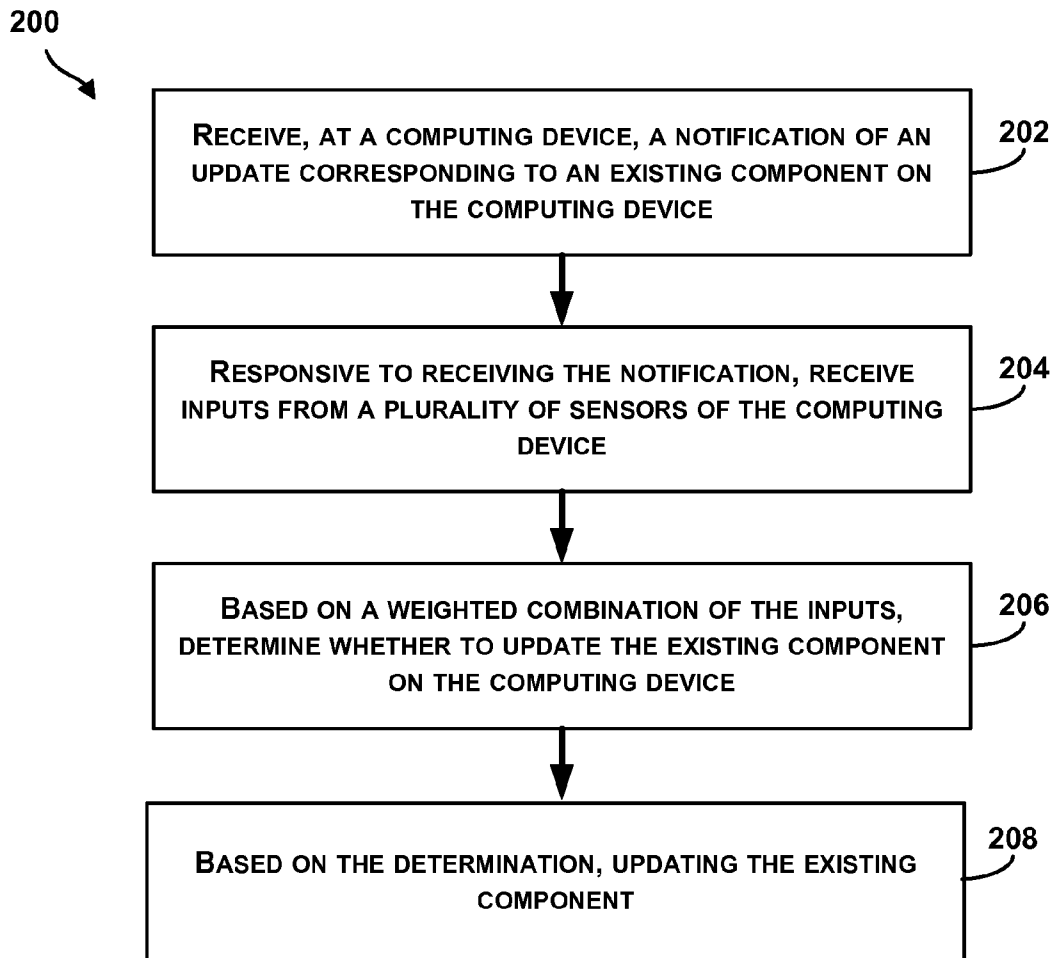 200
RECEIVE, AT A COMPUTING DEVICE, A NOTIFICATION OF AN
UPDATE CORRESPONDING TO AN EXISTING COMPONENT ON
THE COMPUTING DEVICE
202
RESPONSIVE TO RECEIVING THE NOTIFICATION, RECEIVE
INPUTS FROM A PLURALITY OF SENSORS OF THE COMPUTING
DEVICE
204
BASED ON A WEIGHTED COMBINATION OF THE INPUTS,
DETERMINE WHETHER TO UPDATE THE EXISTING COMPONENT
ON THE COMPUTING DEVICE
206
BASED ON THE DETERMINATION, UPDATING THE EXISTING
COMPONENT
208